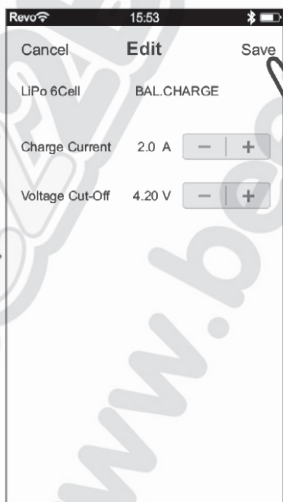 Revo 15:53
Cancel Edit Save
LiPo 6Cell BAL.CHARGE
Charge Current 2.0 A − +
Voltage Cut-Off 4.20 V − +